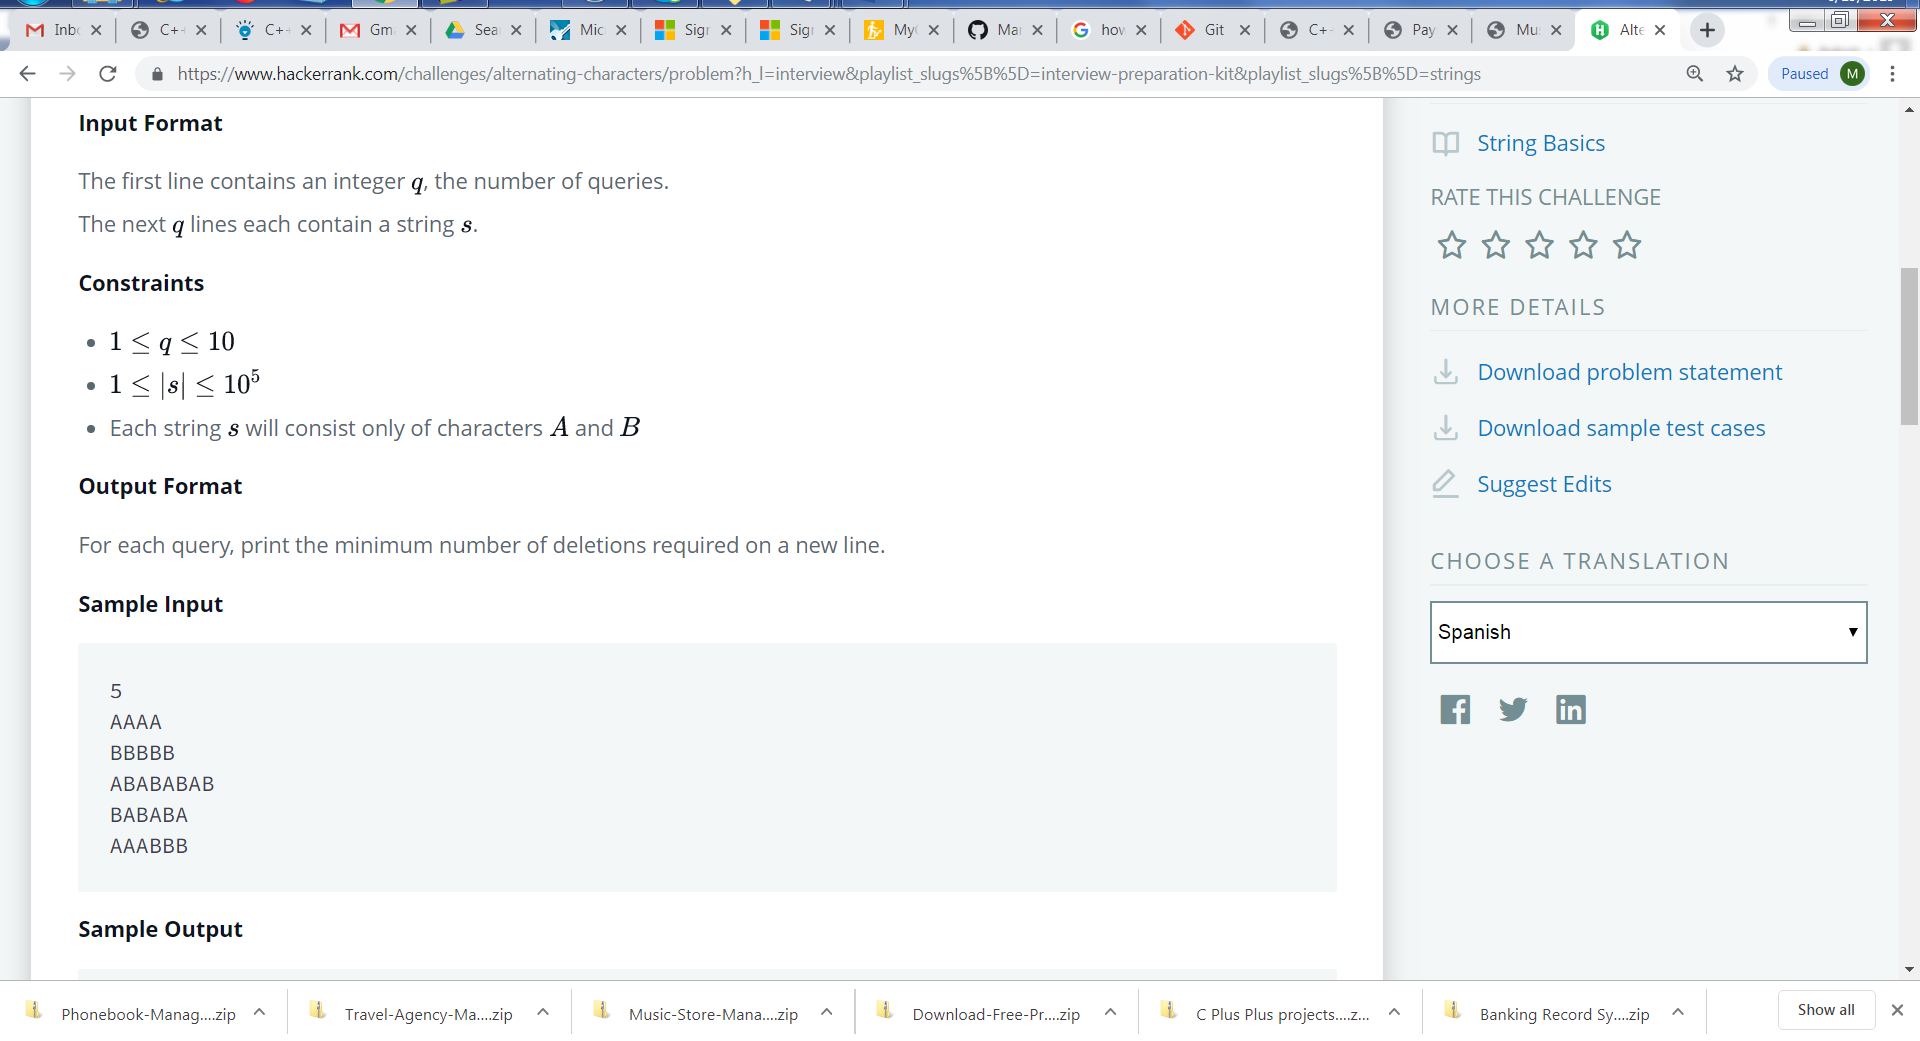 Inb C+ C+ Gm Sea Mic Sign Sign My Mar how Git C+ Pay Mu Alte
https://www.hackerrank.com/challenges/alternating-characters/problem?h_l=interview&playlist_slugs%5B%5D=interview-preparation-kit&playlist_slugs%5B%5D=strings Paused M
Input Format
The first line contains an integer q, the number of queries.
The next q lines each contain a string s.
Constraints
• 1 ≤ q ≤ 10
• 1 ≤ |s| ≤ 10⁵
• Each string s will consist only of characters A and B
Output Format
For each query, print the minimum number of deletions required on a new line.
Sample Input
5
AAAA
BBBBB
ABABABAB
BABABA
AAABBB
Sample Output
String Basics
RATE THIS CHALLENGE
MORE DETAILS
Download problem statement
Download sample test cases
Suggest Edits
CHOOSE A TRANSLATION
Spanish
Phonebook-Manag....zip Travel-Agency-Ma....zip Music-Store-Mana....zip Download-Free-Pr....zip C Plus Plus projects....z... Banking Record Sy....zip Show all